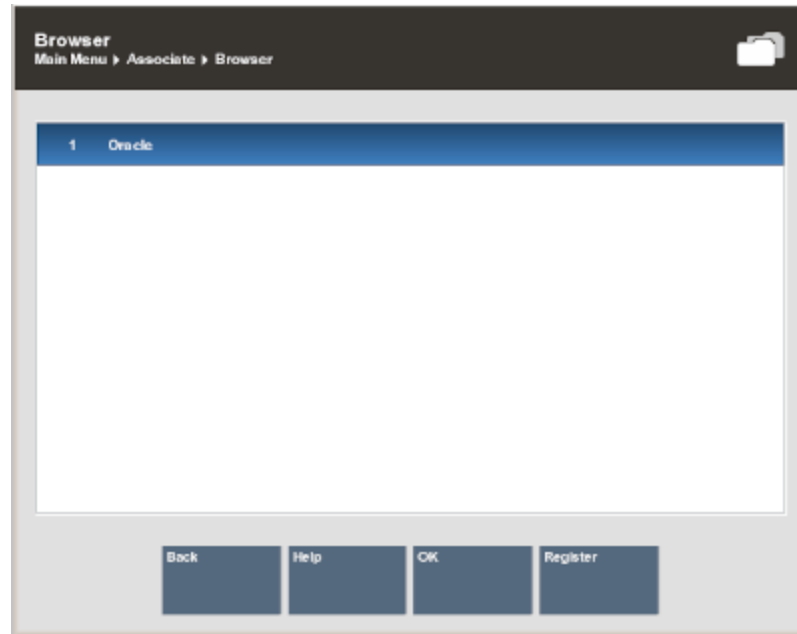 Browser
Main Menu ▸ Associate ▸ Browser
1 Oracle
Back Help OK Register